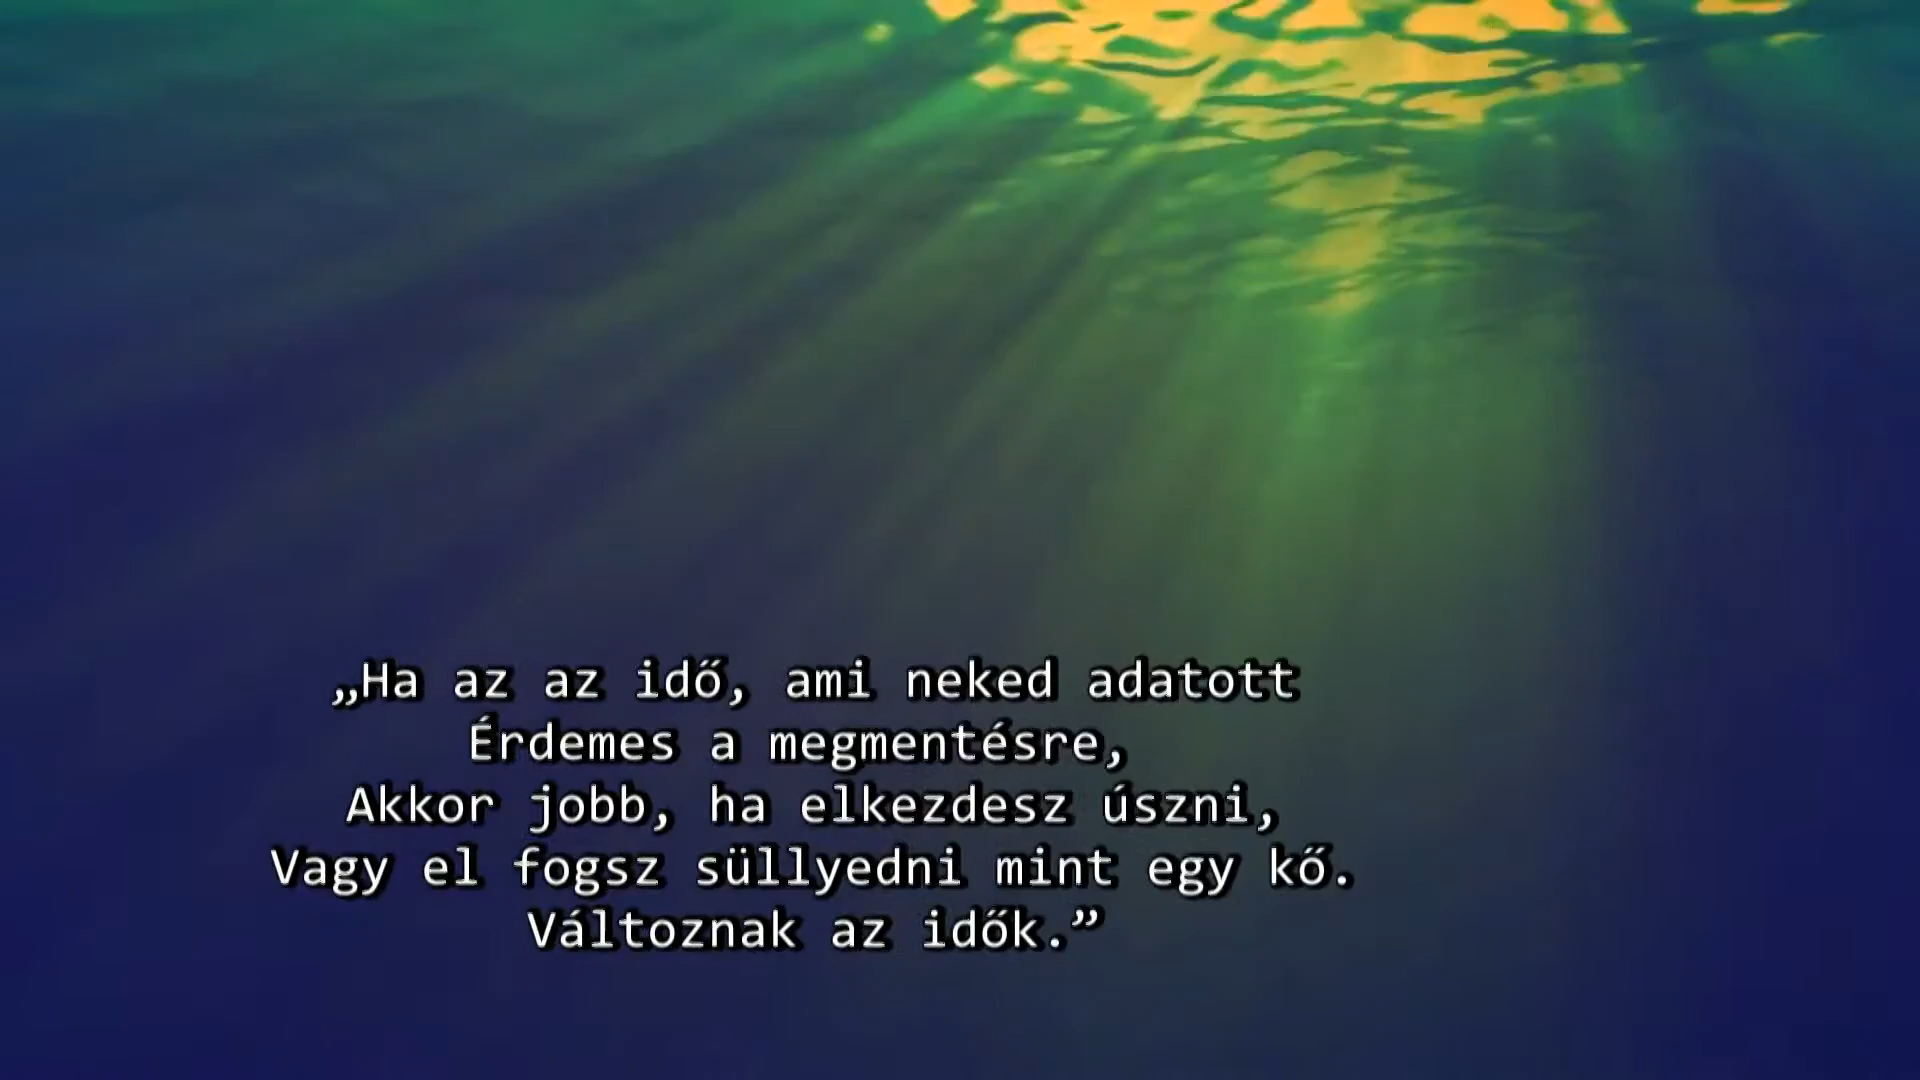 „Ha az az idő, ami neked adatott
Érdemes a megmentésre,
Akkor jobb, ha elkezdesz úszni,
Vagy el fogsz süllyedni mint egy kő.
Változnak az idők.”